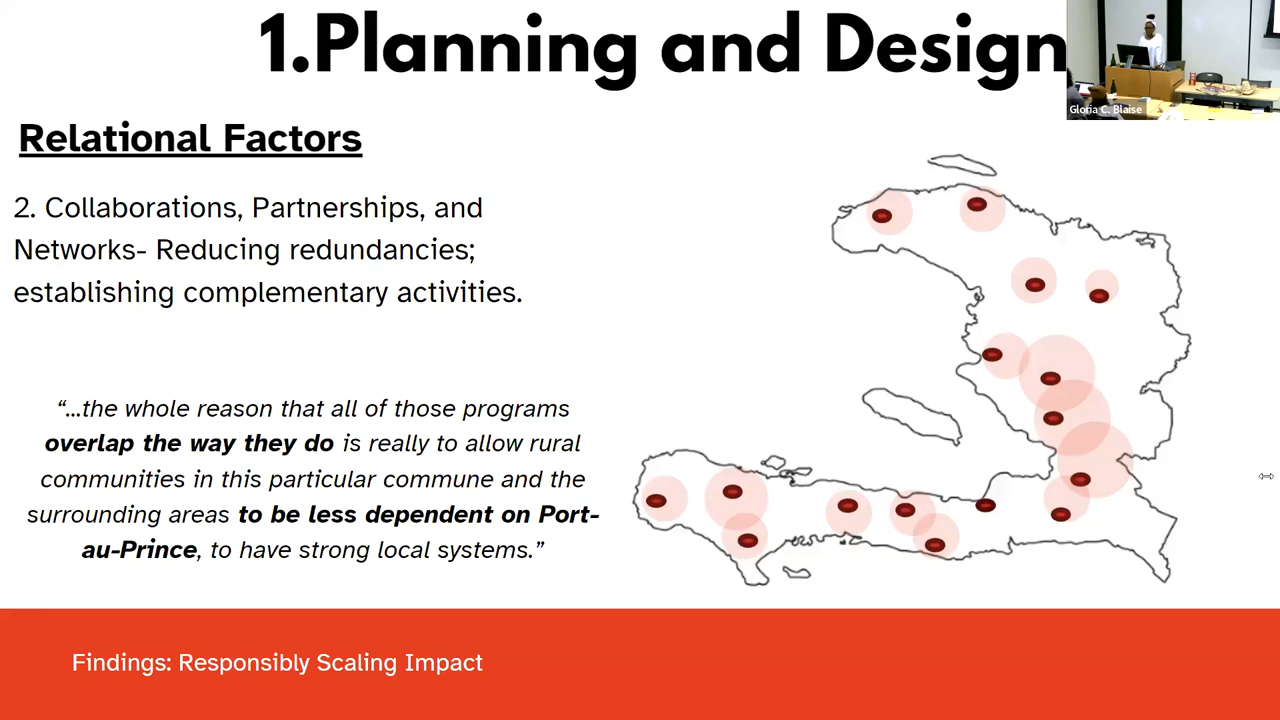 1.Planning and Design
Gloria C. Blaise
Relational Factors
2. Collaborations, Partnerships, and
Networks- Reducing redundancies;
establishing complementary activities.
“...the whole reason that all of those programs
overlap the way they do is really to allow rural
communities in this particular commune and the
surrounding areas to be less dependent on Port-
au-Prince, to have strong local systems.”
Findings: Responsibly Scaling Impact